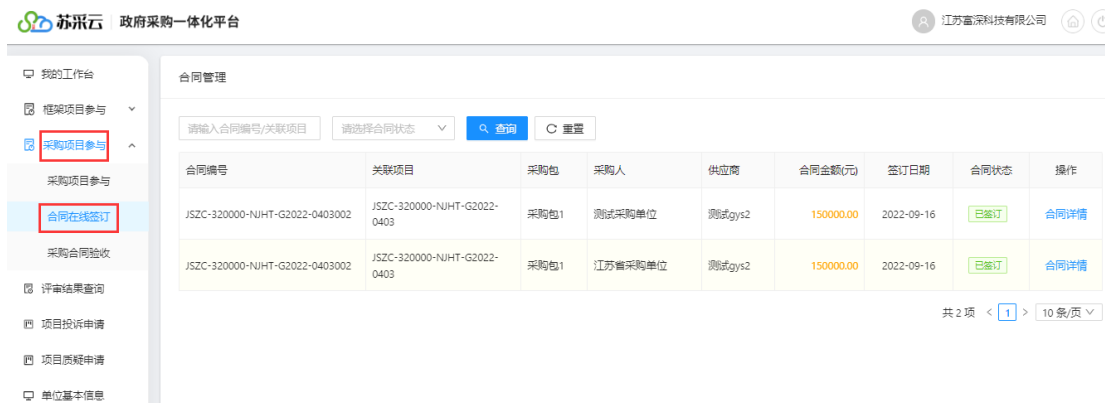 苏采云 政府采购一体化平台
江苏富深科技有限公司
我的工作台
框架项目参与
采购项目参与
采购项目参与
合同在线签订
采购合同验收
评审结果查询
项目投诉申请
项目质疑申请
单位基本信息
合同管理
请输入合同编号/关联项目 请选择合同状态 查询 重置
合同编号 关联项目 采购包 采购人 供应商 合同金额(元) 签订日期 合同状态 操作
JSZC-320000-NJHT-G2022-0403002 JSZC-320000-NJHT-G2022-0403 采购包1 测试采购单位 测试gys2 150000.00 2022-09-16 已签订 合同详情
JSZC-320000-NJHT-G2022-0403002 JSZC-320000-NJHT-G2022-0403 采购包1 江苏省采购单位 测试gys2 150000.00 2022-09-16 已签订 合同详情
共 2 项 < 1 > 10 条/页